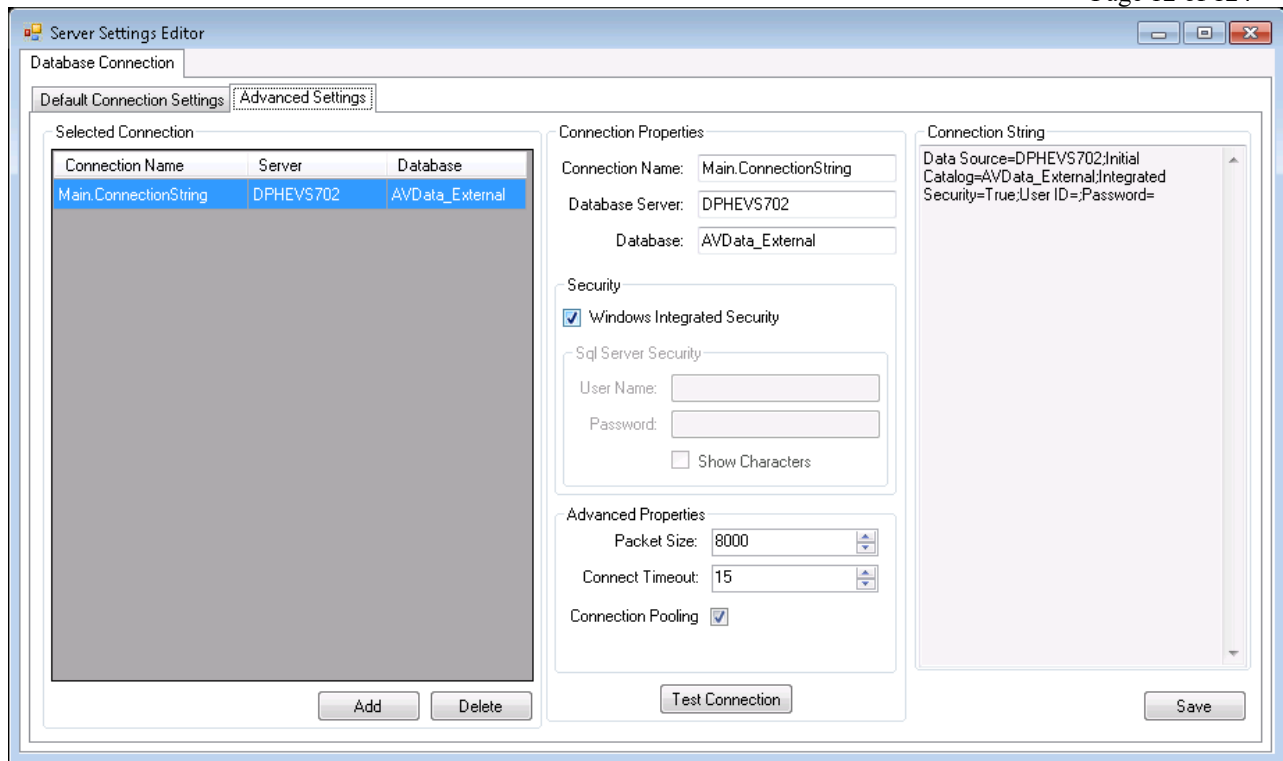 Server Settings Editor
Database Connection
Default Connection Settings
Advanced Settings
Selected Connection
Connection Name Server Database
Main.ConnectionString DPHEVS702 AVData_External
Add
Delete
Connection Properties
Connection Name: Main.ConnectionString
Database Server: DPHEVS702
Database: AVData_External
Security
Windows Integrated Security
Sql Server Security
User Name:
Password:
Show Characters
Advanced Properties
Packet Size: 8000
Connect Timeout: 15
Connection Pooling
Test Connection
Connection String
Data Source=DPHEVS702;Initial
Catalog=AVData_External;Integrated
Security=True;User ID=;Password=
Save